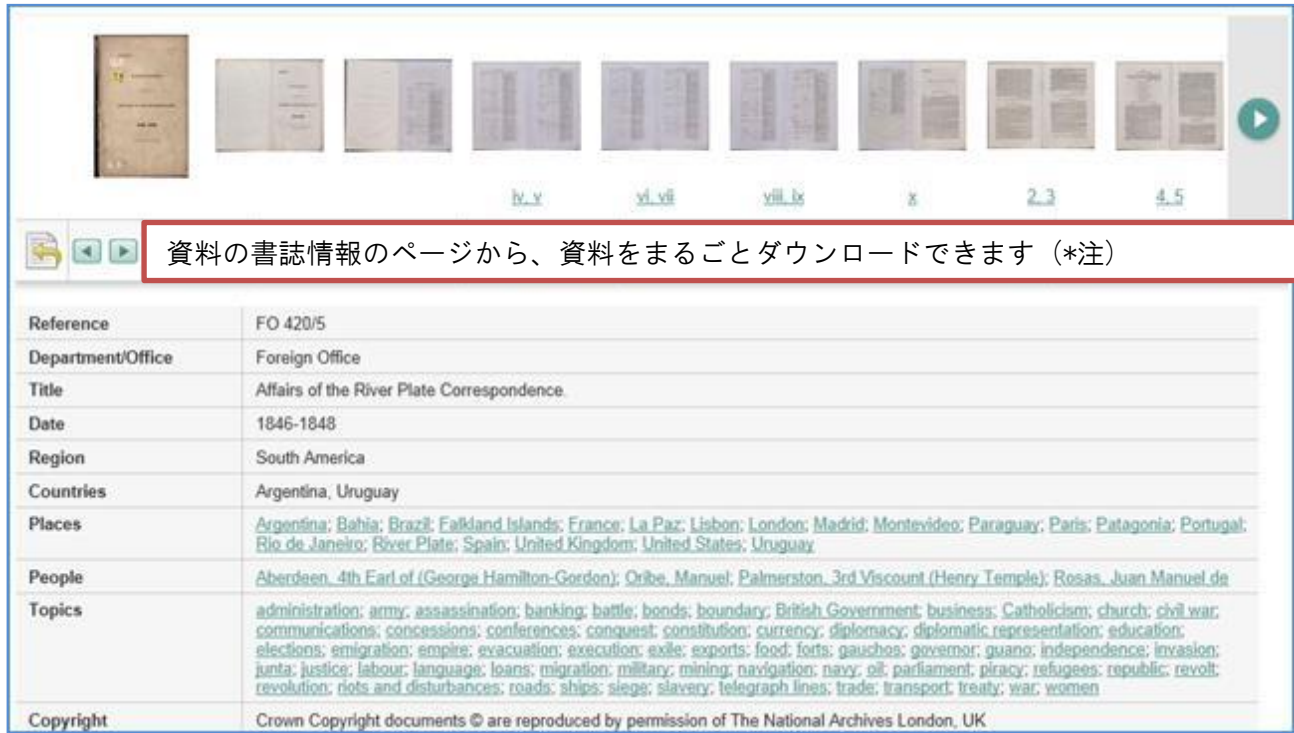 iv, v vi, vii viii, ix x 2, 3 4, 5
資料の書誌情報のページから、資料をまるごとダウンロードできます（*注）
Reference FO 420/5
Department/Office Foreign Office
Title Affairs of the River Plate Correspondence.
Date 1846-1848
Region South America
Countries Argentina, Uruguay
Places Argentina; Bahia; Brazil; Falkland Islands; France; La Paz; Lisbon; London; Madrid; Montevideo; Paraguay; Paris; Patagonia; Portugal;
Rio de Janeiro; River Plate; Spain; United Kingdom; United States; Uruguay
People Aberdeen, 4th Earl of (George Hamilton-Gordon); Oribe, Manuel; Palmerston, 3rd Viscount (Henry Temple); Rosas, Juan Manuel de
Topics administration; army; assassination; banking; battle; bonds; boundary; British Government; business; Catholicism; church; civil war;
communications; concessions; conferences; conquest; constitution; currency; diplomacy; diplomatic representation; education;
elections; emigration; empire; evacuation; execution; exile; exports; food; forts; gauchos; governor; guano; independence; invasion;
junta; justice; labour; language; loans; migration; military; mining; navigation; navy; oil; parliament; piracy; refugees; republic; revolt;
revolution; riots and disturbances; roads; ships; siege; slavery; telegraph lines; trade; transport; treaty; war; women
Copyright Crown Copyright documents © are reproduced by permission of The National Archives London, UK